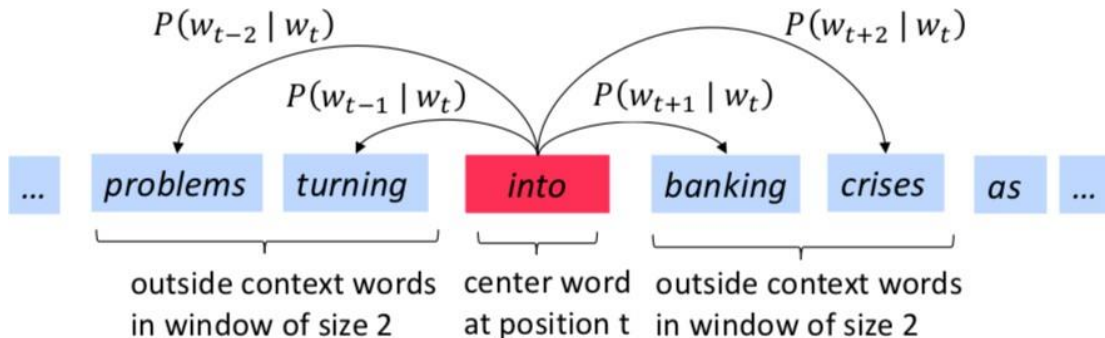 P(w_{t−2} | w_t) P(w_{t+2} | w_t)
P(w_{t−1} | w_t) P(w_{t+1} | w_t)
... problems turning into banking crises as ...
outside context words center word outside context words
in window of size 2 at position t in window of size 2